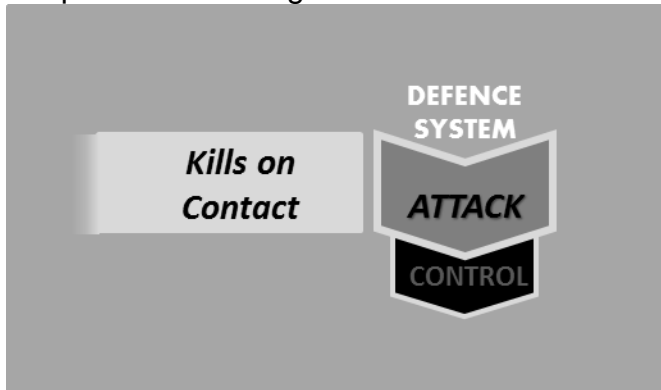 DEFENCE
SYSTEM
Kills on
Contact
ATTACK
CONTROL